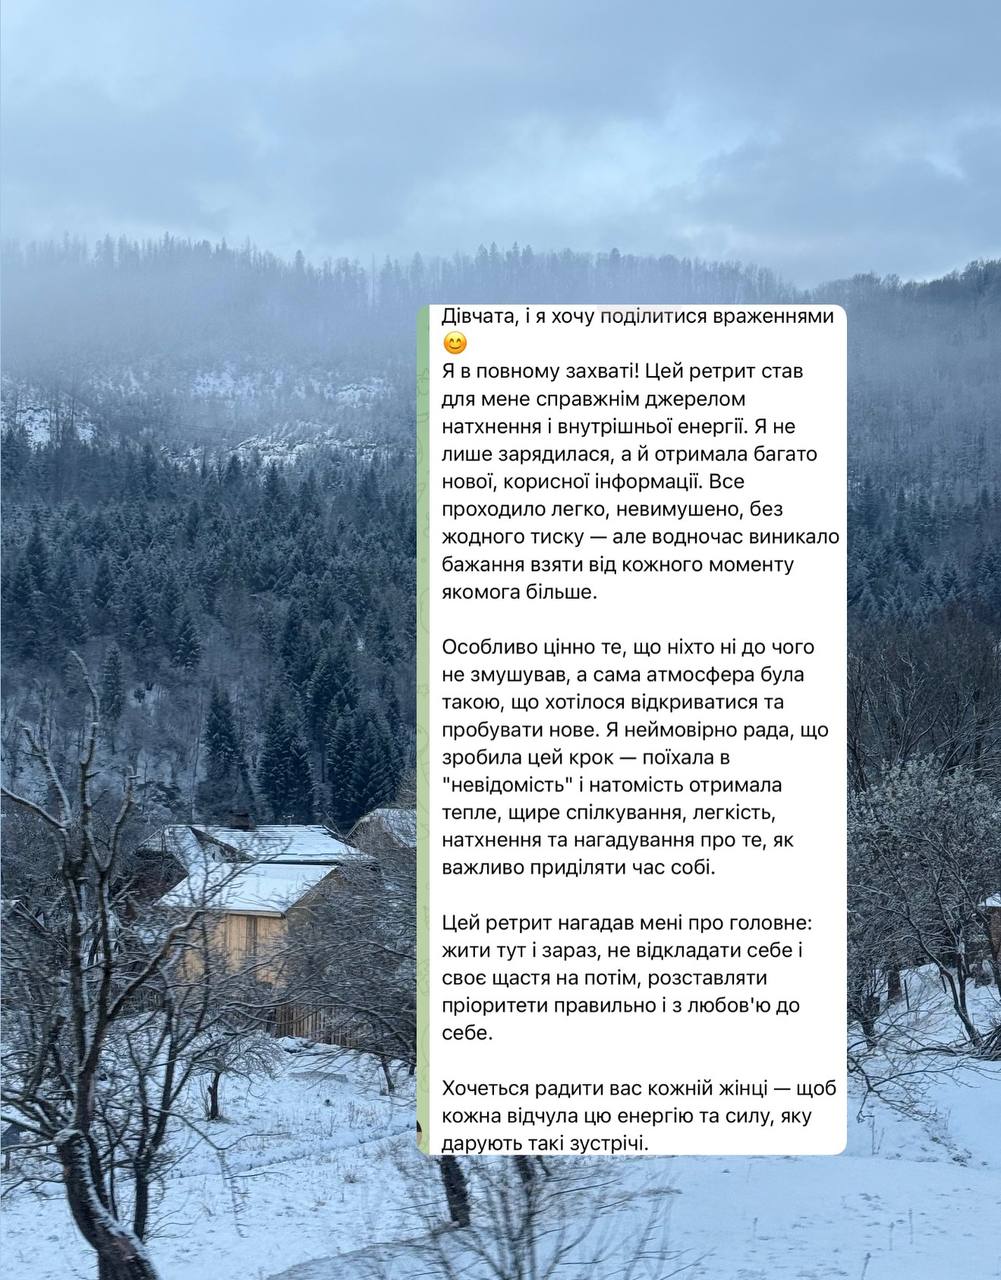 Дівчата, і я хочу поділитися враженнями
😊
Я в повному захваті! Цей ретрит став
для мене справжнім джерелом
натхнення і внутрішньої енергії. Я не
лише зарядилася, а й отримала багато
нової, корисної інформації. Все
проходило легко, невимушено, без
жодного тиску — але водночас виникало
бажання взяти від кожного моменту
якомога більше.

Особливо цінно те, що ніхто ні до чого
не змушував, а сама атмосфера була
такою, що хотілося відкриватися та
пробувати нове. Я неймовірно рада, що
зробила цей крок — поїхала в
"невідомість" і натомість отримала
тепле, щире спілкування, легкість,
натхнення та нагадування про те, як
важливо приділяти час собі.

Цей ретрит нагадав мені про головне:
жити тут і зараз, не відкладати себе і
своє щастя на потім, розставляти
пріоритети правильно і з любов'ю до
себе.

Хочеться радити вас кожній жінці — щоб
кожна відчула цю енергію та силу, яку
дарують такі зустрічі.